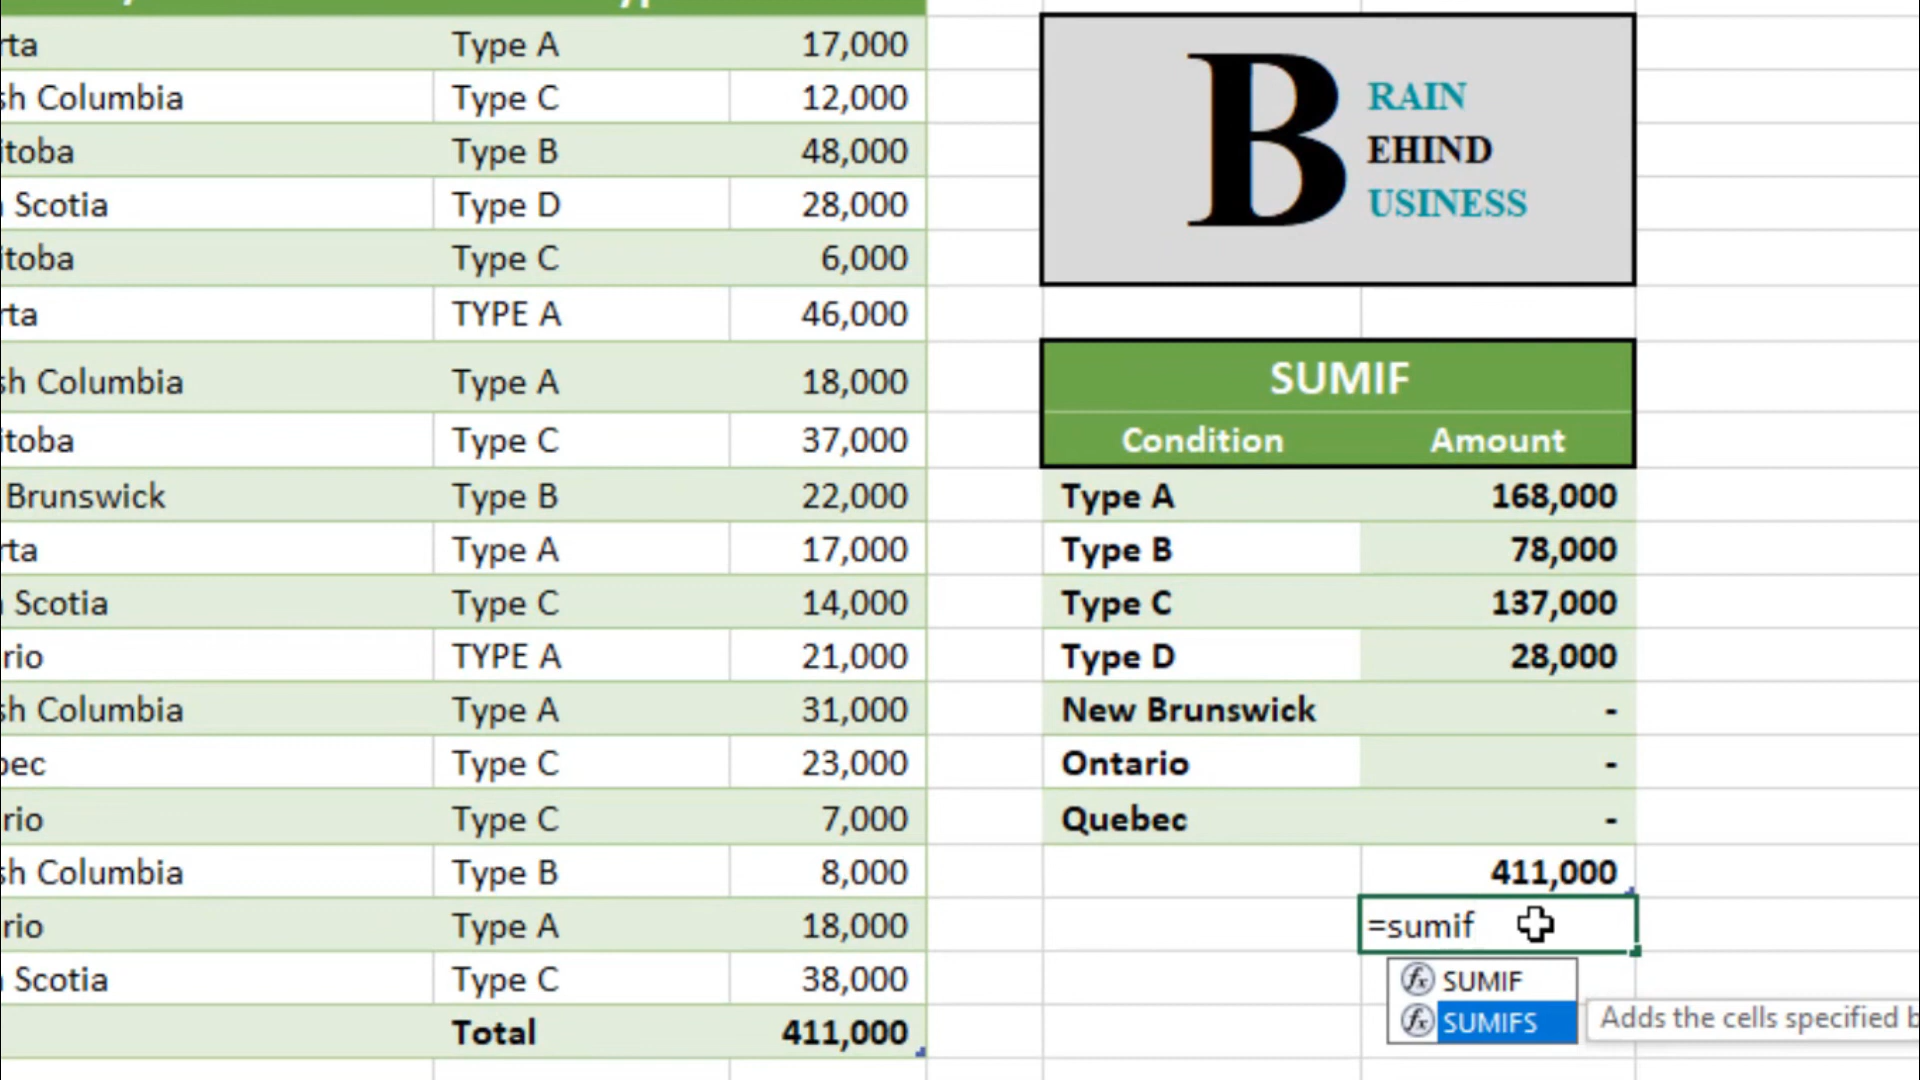 rta Type A 17,000
sh Columbia Type C 12,000
itoba Type B 48,000
Scotia Type D 28,000
itoba Type C 6,000
rta TYPE A 46,000
sh Columbia Type A 18,000
itoba Type C 37,000
Brunswick Type B 22,000
rta Type A 17,000
Scotia Type C 14,000
rio TYPE A 21,000
sh Columbia Type A 31,000
bec Type C 23,000
rio Type C 7,000
sh Columbia Type B 8,000
rio Type A 18,000
Scotia Type C 38,000
Total 411,000
B RAIN
EHIND
USINESS
SUMIF
Condition Amount
Type A 168,000
Type B 78,000
Type C 137,000
Type D 28,000
New Brunswick -
Ontario -
Quebec -
411,000
=sumif
fx SUMIF
fx SUMIFS
Adds the cells specified b